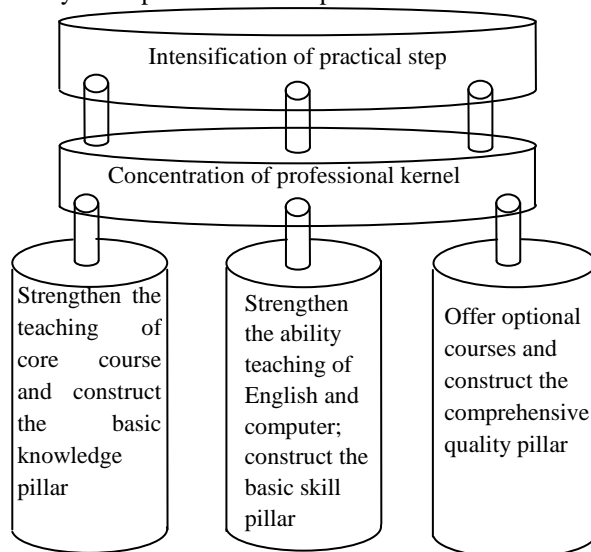 Intensification of practical step
Concentration of professional kernel
Strengthen the
teaching of
core course
and construct
the basic
knowledge
pillar
Strengthen
the ability
teaching of
English and
computer;
construct the
basic skill
pillar
Offer optional
courses and
construct the
comprehensive
quality pillar